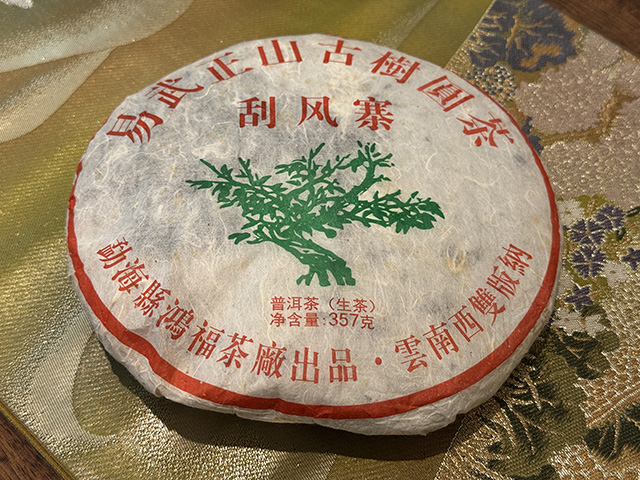 易武正山古樹圓茶
刮风寨
普洱茶（生茶）
净含量:357克
勐海縣鴻福茶廠出品·雲南西雙版納